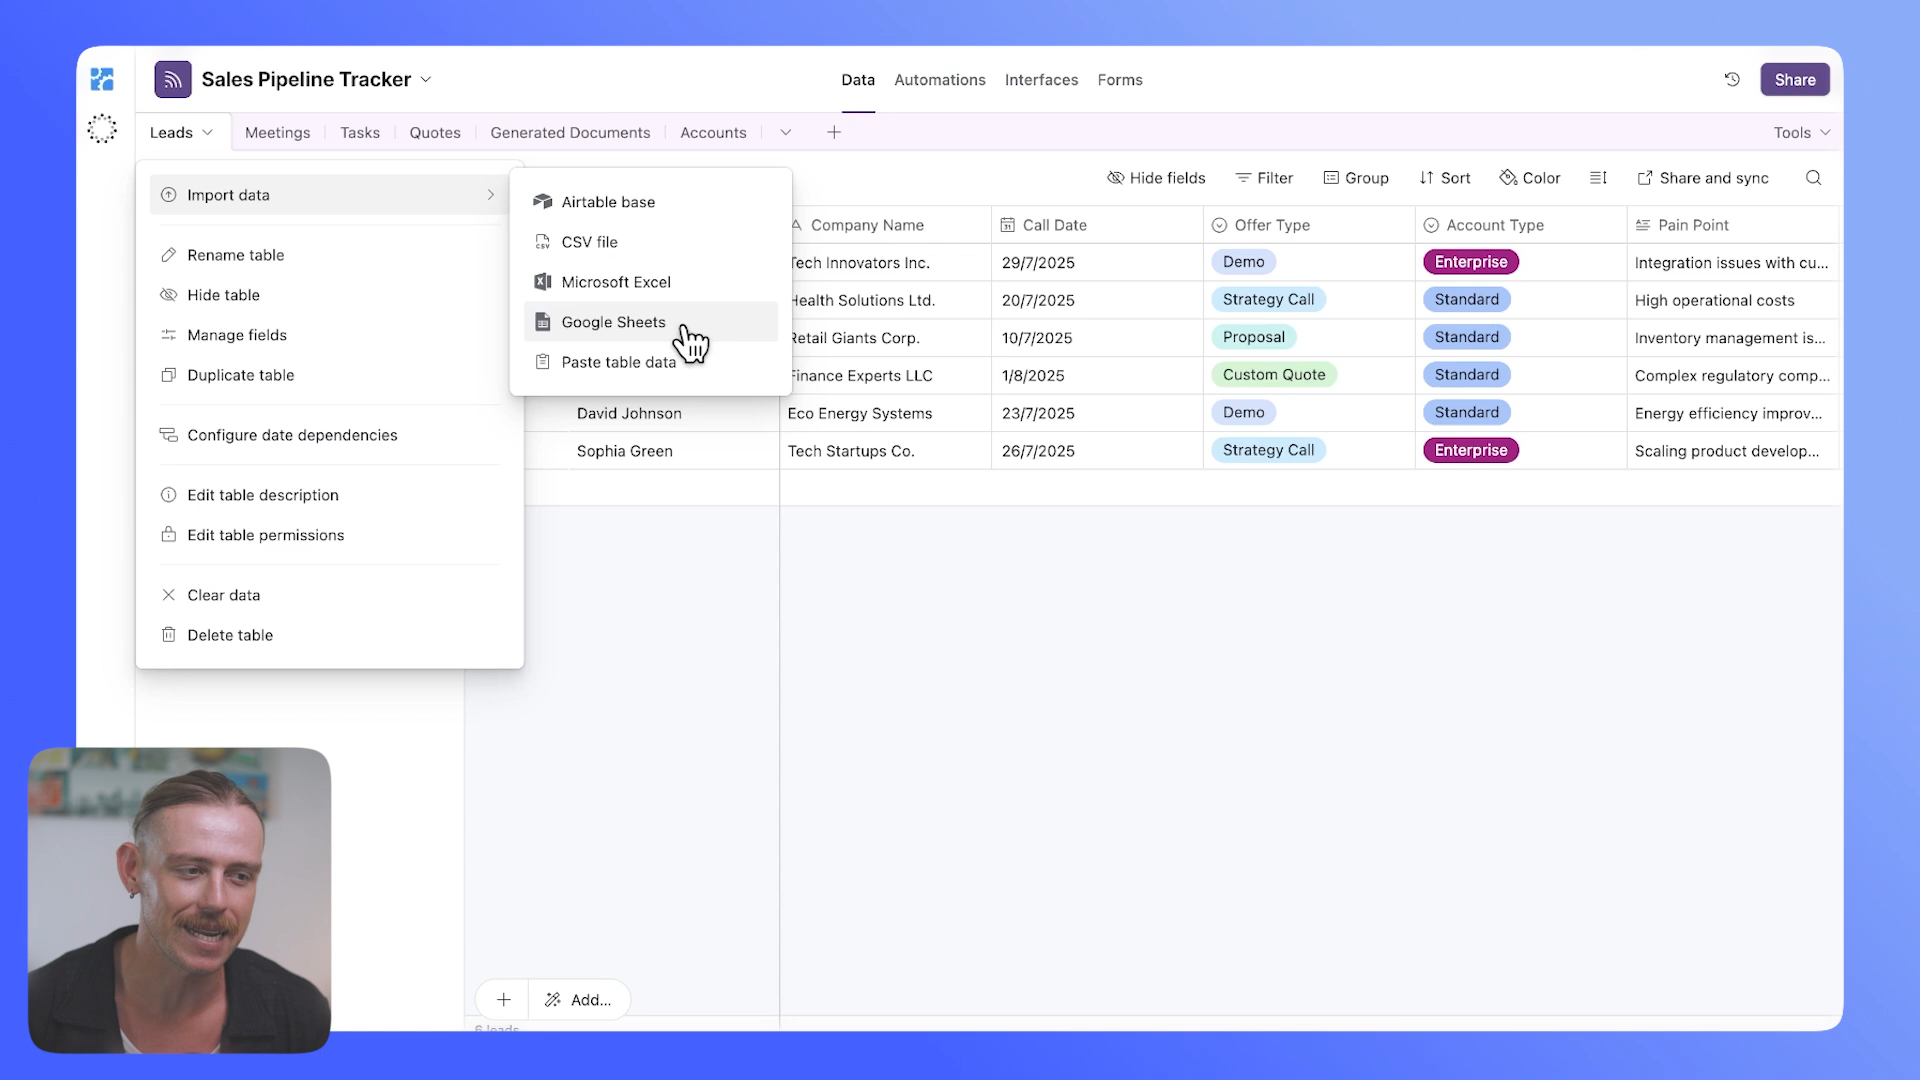 Sales Pipeline Tracker
Data Automations Interfaces Forms
Share
Leads Meetings Tasks Quotes Generated Documents Accounts
Tools
Import data
Rename table
Hide table
Manage fields
Duplicate table
Configure date dependencies
Edit table description
Edit table permissions
Clear data
Delete table
Airtable base
CSV file
Microsoft Excel
Google Sheets
Paste table data
Hide fields Filter Group Sort Color Share and sync
Company Name Call Date Offer Type Account Type Pain Point
Tech Innovators Inc. 29/7/2025 Demo Enterprise Integration issues with cu...
Health Solutions Ltd. 20/7/2025 Strategy Call Standard High operational costs
Retail Giants Corp. 10/7/2025 Proposal Standard Inventory management is...
Finance Experts LLC 1/8/2025 Custom Quote Standard Complex regulatory comp...
David Johnson Eco Energy Systems 23/7/2025 Demo Standard Energy efficiency improv...
Sophia Green Tech Startups Co. 26/7/2025 Strategy Call Enterprise Scaling product develop...
Add...
6 leads